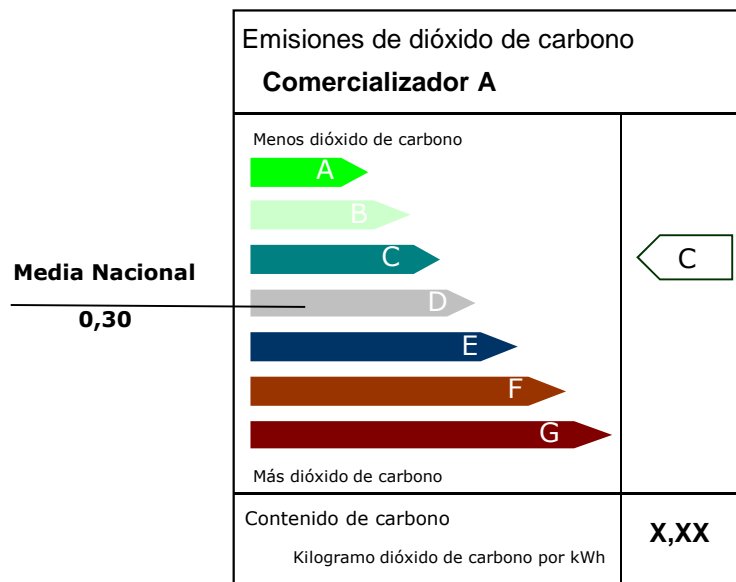 Emisiones de dióxido de carbono
Comercializador A
Menos dióxido de carbono
A
B
C
C
Media Nacional
0,30
D
E
F
G
Más dióxido de carbono
Contenido de carbono
X,XX
Kilogramo dióxido de carbono por kWh